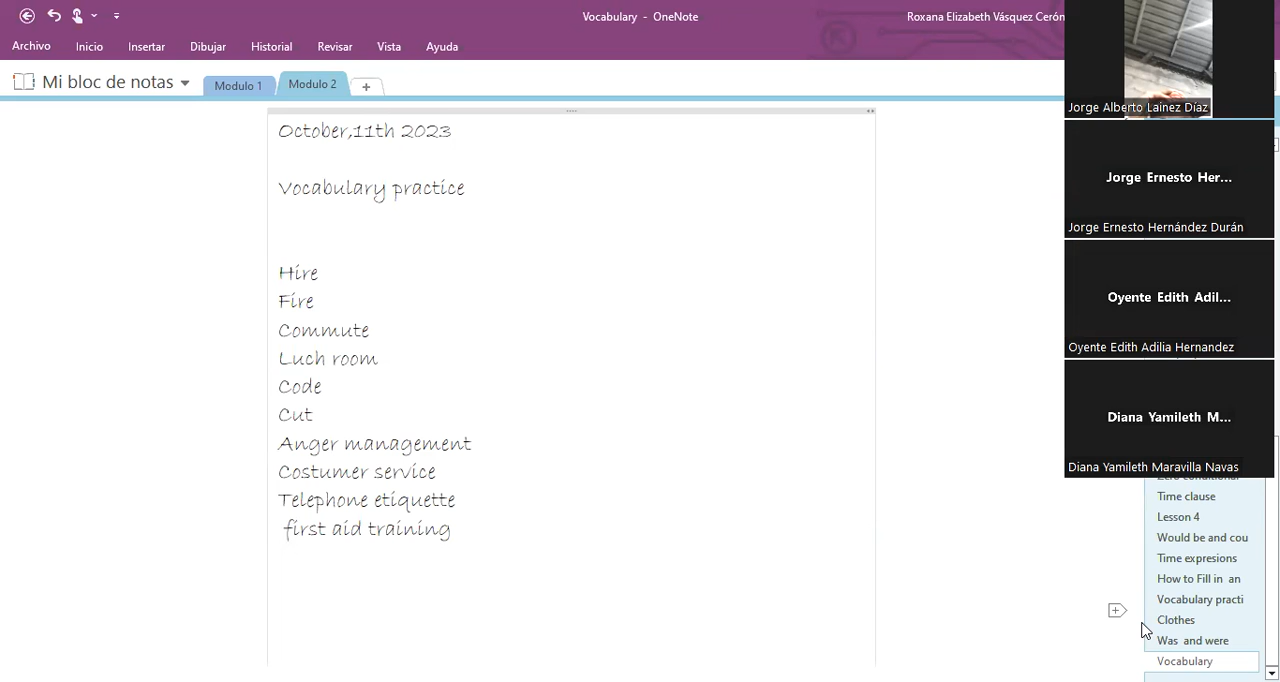 Vocabulary - OneNote
Roxana Elizabeth Vásquez Cerón
Archivo Inicio Insertar Dibujar Historial Revisar Vista Ayuda
Mi bloc de notas Modulo 1 Modulo 2
October,11th 2023
Vocabulary practice
Hire
Fire
Commute
Luch room
Code
Cut
Anger management
Costumer service
Telephone etiquette
first aid training
Jorge Alberto Laínez Díaz
Jorge Ernesto Her...
Jorge Ernesto Hernández Durán
Oyente Edith Adil...
Oyente Edith Adilia Hernandez
Diana Yamileth M...
Diana Yamileth Maravilla Navas
Zero conditional
Time clause
Lesson 4
Would be and cou
Time expresions
How to Fill in an
Vocabulary practi
Clothes
Was and were
Vocabulary